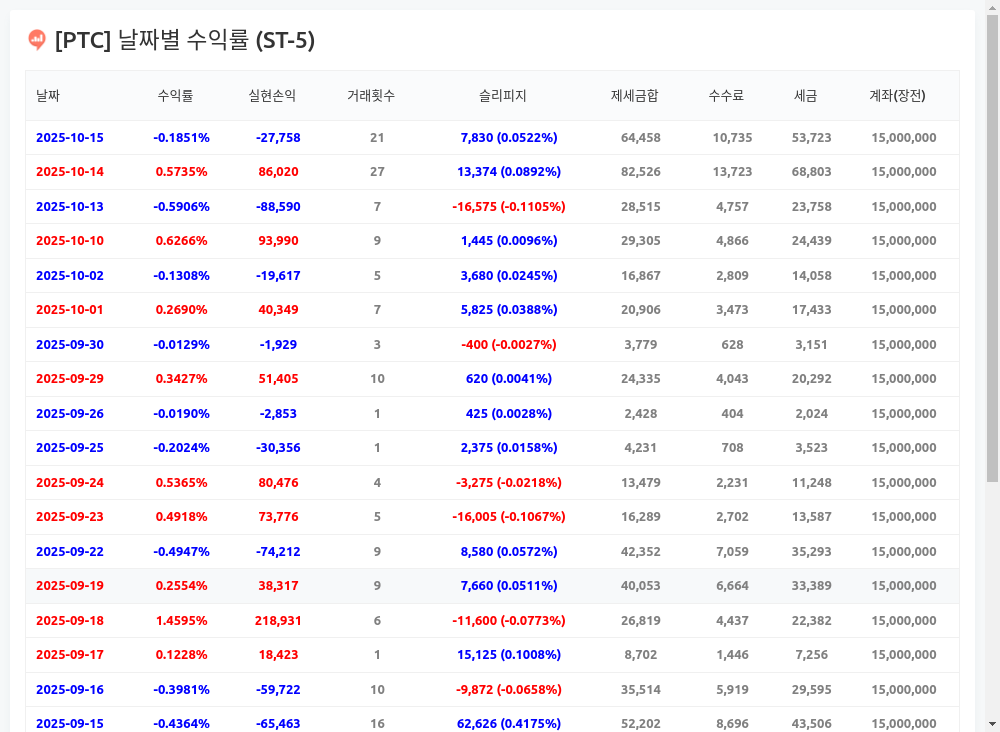 [PTC] 날짜별 수익률 (ST-5)
날짜 수익률 실현손익 거래횟수 슬리피지 제세금합 수수료 세금 계좌(장전)
2025-10-15 -0.1851% -27,758 21 7,830 (0.0522%) 64,458 10,735 53,723 15,000,000
2025-10-14 0.5735% 86,020 27 13,374 (0.0892%) 82,526 13,723 68,803 15,000,000
2025-10-13 -0.5906% -88,590 7 -16,575 (-0.1105%) 28,515 4,757 23,758 15,000,000
2025-10-10 0.6266% 93,990 9 1,445 (0.0096%) 29,305 4,866 24,439 15,000,000
2025-10-02 -0.1308% -19,617 5 3,680 (0.0245%) 16,867 2,809 14,058 15,000,000
2025-10-01 0.2690% 40,349 7 5,825 (0.0388%) 20,906 3,473 17,433 15,000,000
2025-09-30 -0.0129% -1,929 3 -400 (-0.0027%) 3,779 628 3,151 15,000,000
2025-09-29 0.3427% 51,405 10 620 (0.0041%) 24,335 4,043 20,292 15,000,000
2025-09-26 -0.0190% -2,853 1 425 (0.0028%) 2,428 404 2,024 15,000,000
2025-09-25 -0.2024% -30,356 1 2,375 (0.0158%) 4,231 708 3,523 15,000,000
2025-09-24 0.5365% 80,476 4 -3,275 (-0.0218%) 13,479 2,231 11,248 15,000,000
2025-09-23 0.4918% 73,776 5 -16,005 (-0.1067%) 16,289 2,702 13,587 15,000,000
2025-09-22 -0.4947% -74,212 9 8,580 (0.0572%) 42,352 7,059 35,293 15,000,000
2025-09-19 0.2554% 38,317 9 7,660 (0.0511%) 40,053 6,664 33,389 15,000,000
2025-09-18 1.4595% 218,931 6 -11,600 (-0.0773%) 26,819 4,437 22,382 15,000,000
2025-09-17 0.1228% 18,423 1 15,125 (0.1008%) 8,702 1,446 7,256 15,000,000
2025-09-16 -0.3981% -59,722 10 -9,872 (-0.0658%) 35,514 5,919 29,595 15,000,000
2025-09-15 -0.4364% -65,463 16 62,626 (0.4175%) 52,202 8,696 43,506 15,000,000